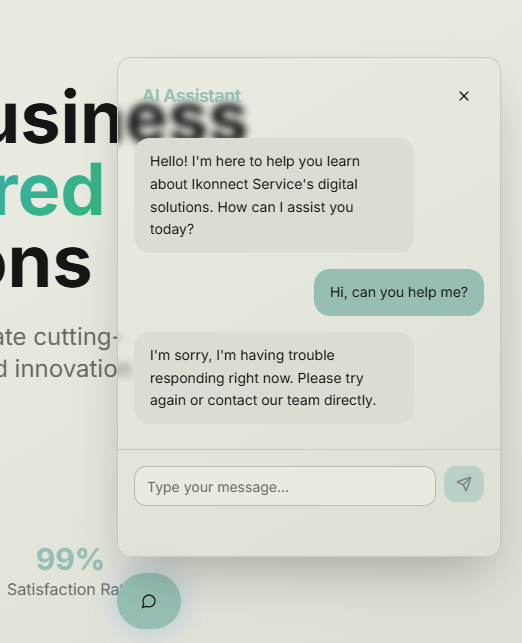 usiness
red
ons
ate cutting-
d innovatio
99%
Satisfaction Rat
AI Assistant
Hello! I'm here to help you learn
about Ikonnect Service's digital
solutions. How can I assist you
today?
Hi, can you help me?
I'm sorry, I'm having trouble
responding right now. Please try
again or contact our team directly.
Type your message...